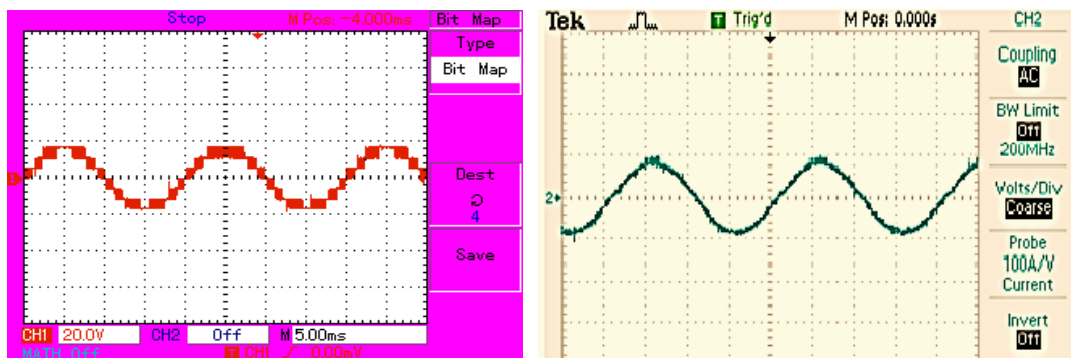 Stop M Pos: -4.000ms Bit Map
Type
Bit Map
1
Dest
4
Save
CH1 20.0V CH2 Off M 5.00ms
MATH Off T CH1 / 0.00mV
Tek T Trig'd M Pos: 0.000s CH2
Coupling
AC
BW Limit
Off
200MHz
2
Volts/Div
Coarse
Probe
100A/V
Current
Invert
Off